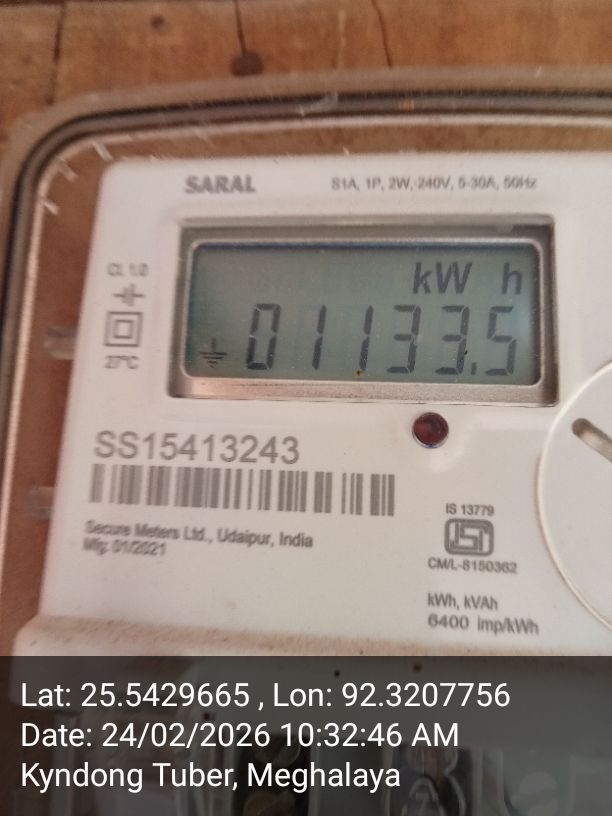 SARAL
S1A, 1P, 2W, 240V, 5-30A, 50Hz
Cl. 1.0
27°C
kW h
01133.5
SS15413243
Secure Meters Ltd., Udaipur, India
Mfg: 01/2021
IS 13779
CM/L-8150362
kWh, kVAh
6400 imp/kWh
Lat: 25.5429665 , Lon: 92.3207756
Date: 24/02/2026 10:32:46 AM
Kyndong Tuber, Meghalaya